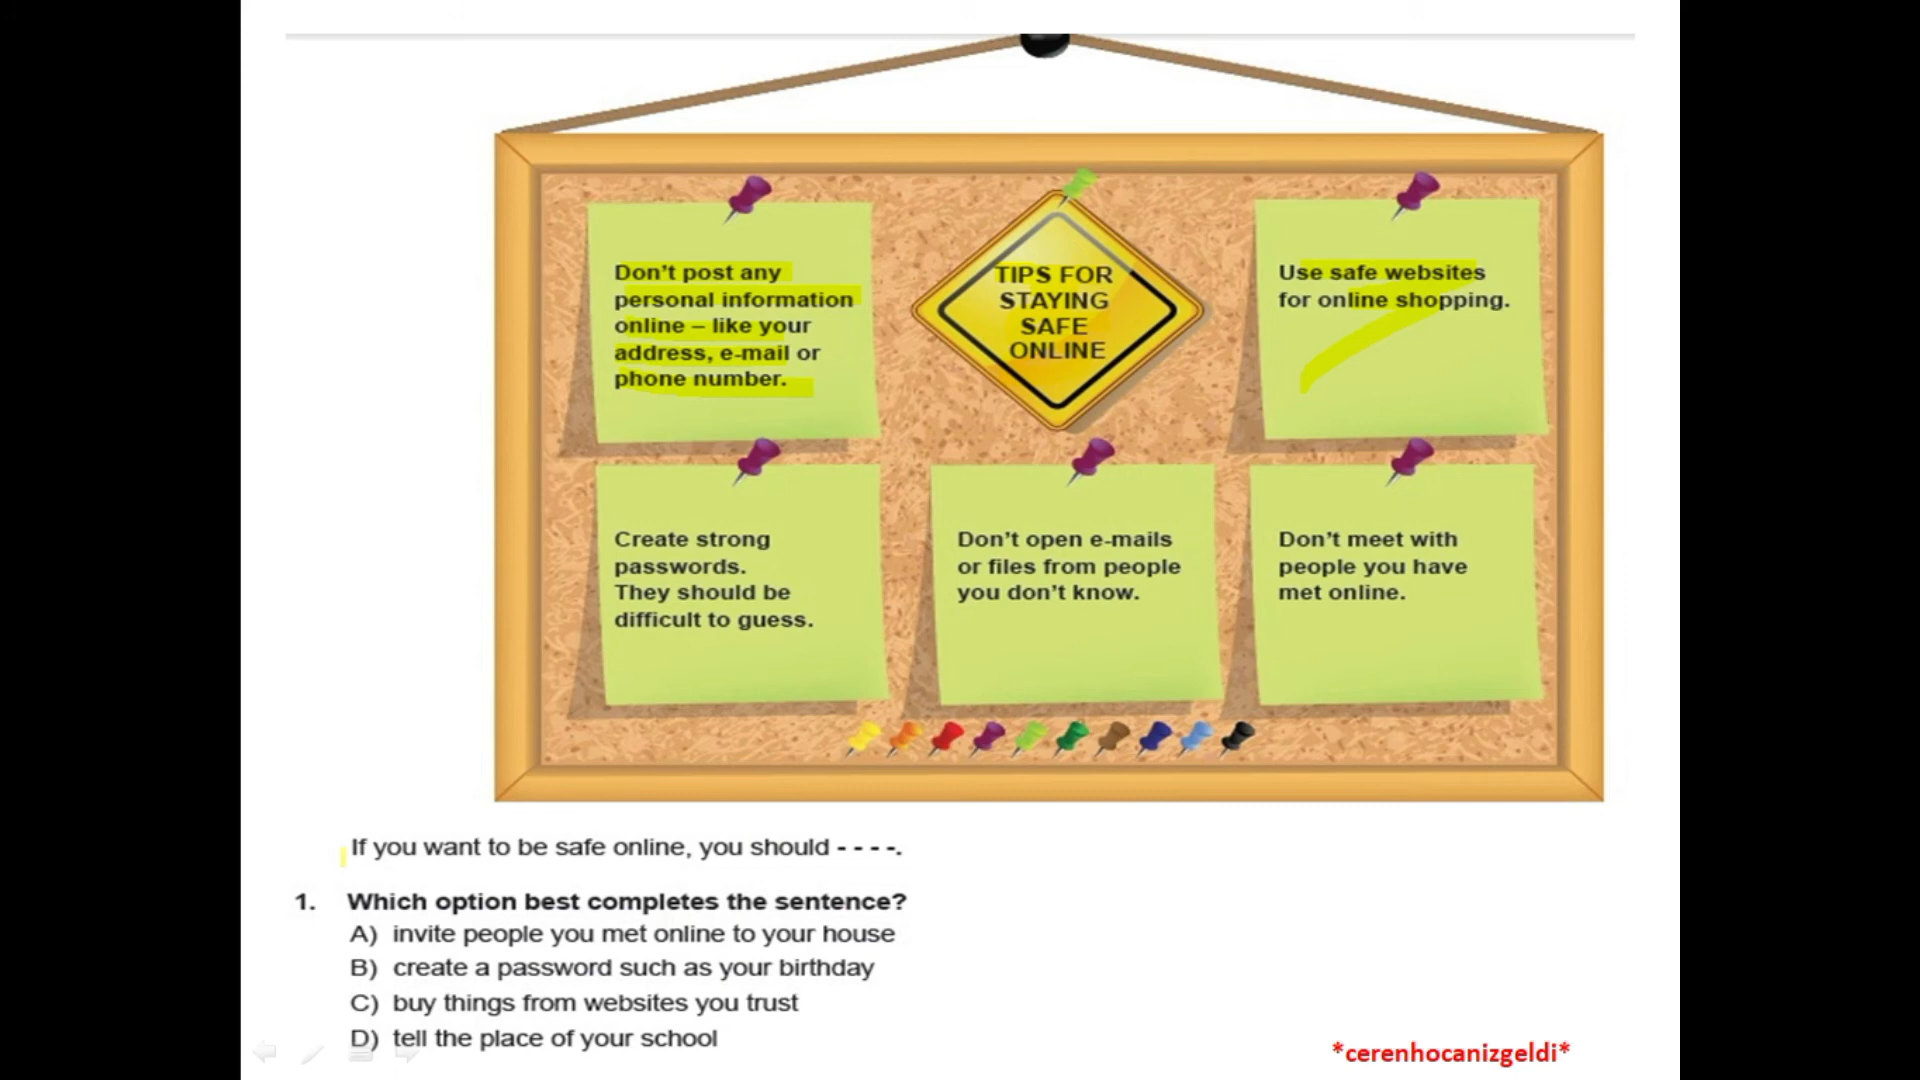 Don't post any
personal information
online – like your
address, e-mail or
phone number.
TIPS FOR
STAYING
SAFE
ONLINE
Use safe websites
for online shopping.
Create strong
passwords.
They should be
difficult to guess.
Don't open e-mails
or files from people
you don't know.
Don't meet with
people you have
met online.
If you want to be safe online, you should - - - -.
1. Which option best completes the sentence?
A) invite people you met online to your house
B) create a password such as your birthday
C) buy things from websites you trust
D) tell the place of your school
*cerenhocanizgeldi*